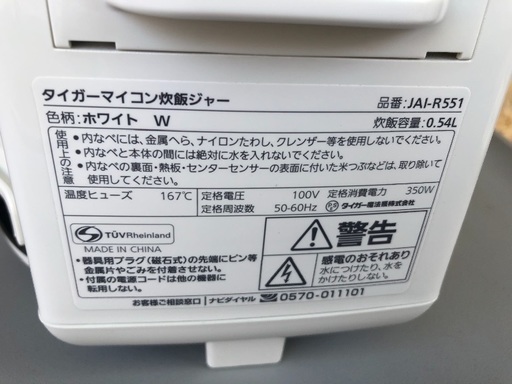 タイガーマイコン炊飯ジャー 品番:JAI-R551
色柄:ホワイト W 炊飯容量:0.54L
使用上の注意
・内なべには、金属へら、ナイロンたわし、クレンザー等を使用しないでください。
・内なべと本体の間には絶対に水を入れないでください。
・内なべの裏面・熱板・センターセンサーの表面に付いた米つぶなどは、取り除いて
使用してください。
温度ヒューズ 167℃ 定格電圧 100V 定格消費電力 350W
定格周波数 50-60Hz タイガー魔法瓶株式会社
TÜVRheinland
MADE IN CHINA
●器具用プラグ(磁石式)の先端にピン等
金属片やごみを付着させない。
●付属の電源コードは他の機器に
転用しない。
警告
感電のおそれあり
水につけたり、水を
かけたりしない。
お客様ご相談窓口 ナビダイヤル 0570-011101